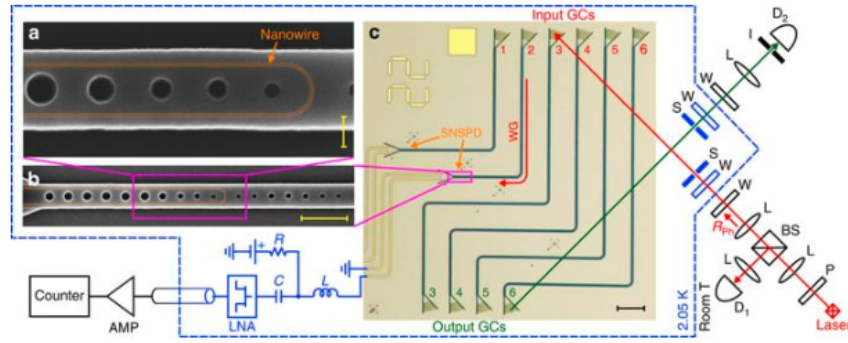 a
Nanowire
b
c
Input GCs
1 2 3 4 5 6
SNSPD
WG
3 4 5 6
Output GCs
D2
I
L
W
W
S
S
W
W
RPh
L
BS
L
L
D1
P
Laser
2.05 K
Room T
R
+
C
L
Counter
AMP
LNA